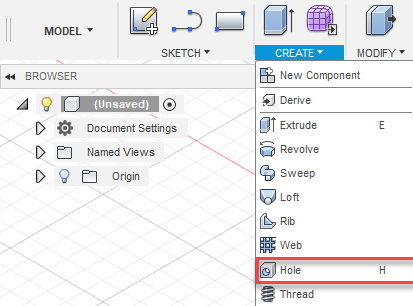 MODEL
SKETCH
CREATE
MODIFY
BROWSER
(Unsaved)
Document Settings
Named Views
Origin
New Component
Derive
Extrude E
Revolve
Sweep
Loft
Rib
Web
Hole H
Thread